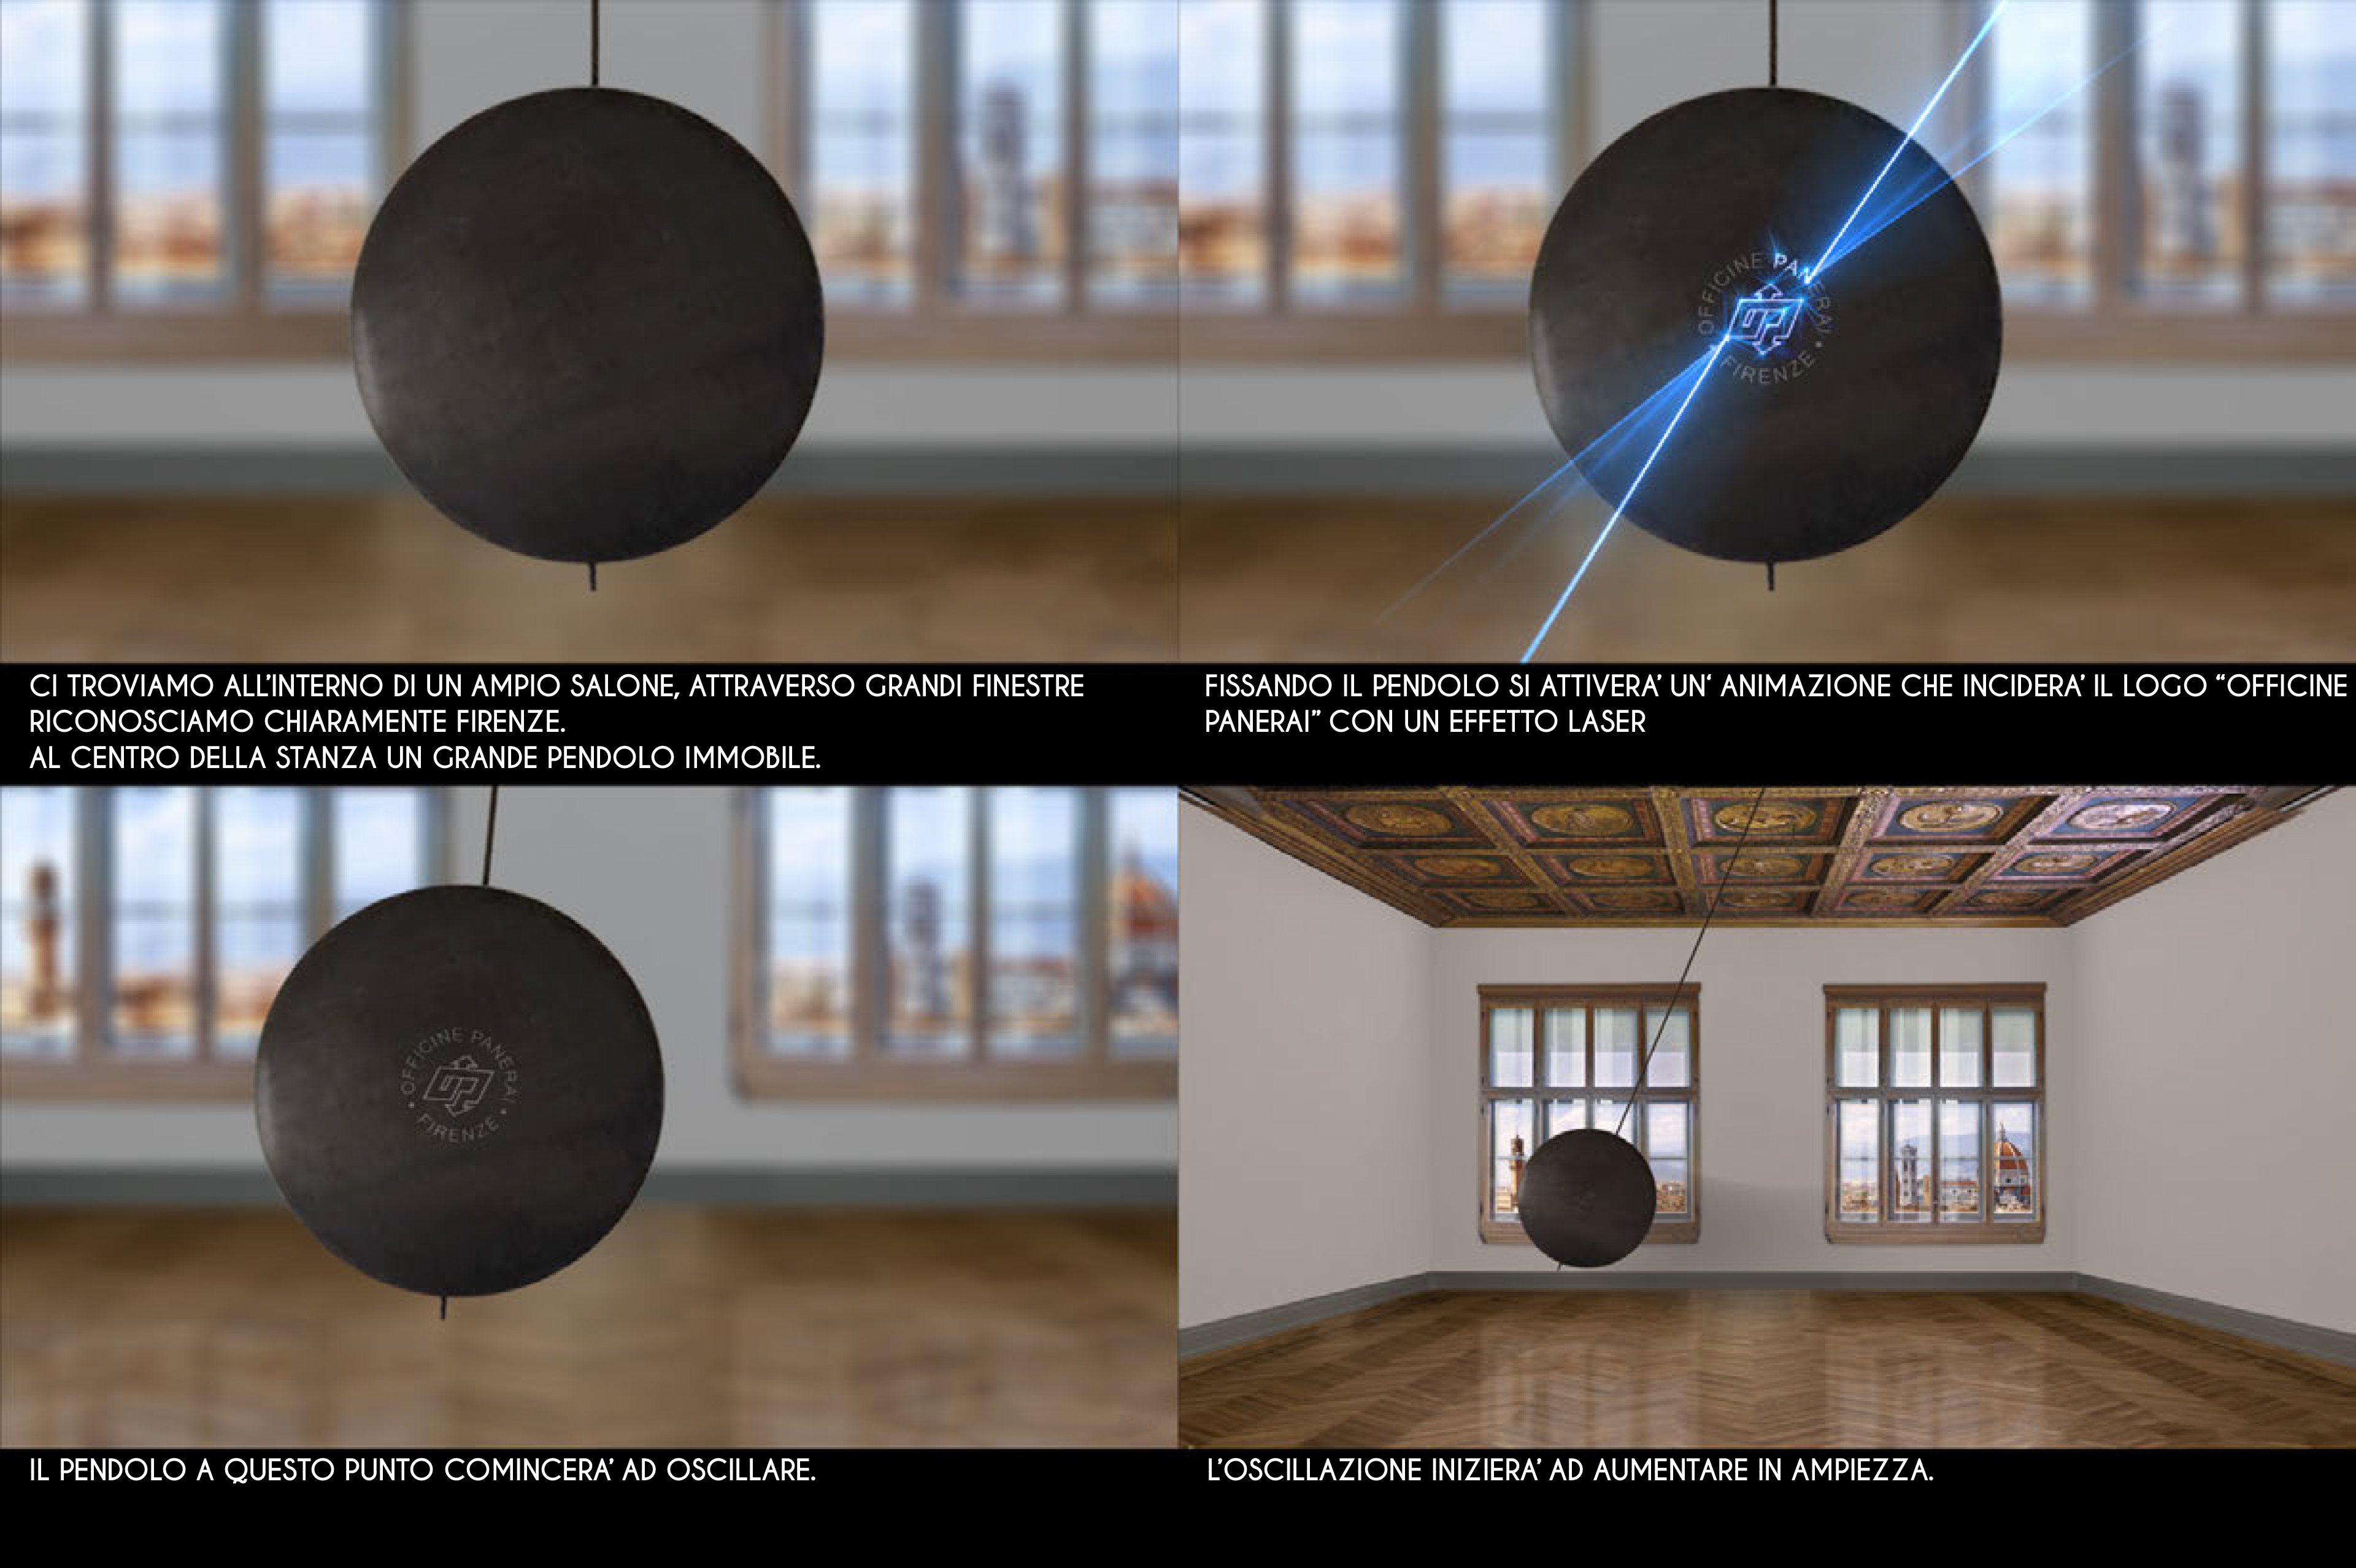 OFFICINE PANERAI
• FIRENZE •
CI TROVIAMO ALL'INTERNO DI UN AMPIO SALONE, ATTRAVERSO GRANDI FINESTRE
RICONOSCIAMO CHIARAMENTE FIRENZE.
AL CENTRO DELLA STANZA UN GRANDE PENDOLO IMMOBILE.
FISSANDO IL PENDOLO SI ATTIVERA' UN‘ ANIMAZIONE CHE INCIDERA' IL LOGO “OFFICINE
PANERAI” CON UN EFFETTO LASER
OFFICINE PANERAI
• FIRENZE •
IL PENDOLO A QUESTO PUNTO COMINCERA' AD OSCILLARE.
L'OSCILLAZIONE INIZIERA' AD AUMENTARE IN AMPIEZZA.